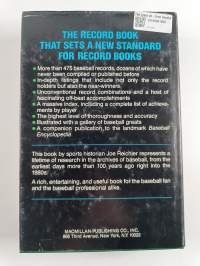 THE RECORD BOOK
THAT SETS A NEW STANDARD
FOR RECORD BOOKS
• More than 475 baseball records, dozens of which have
never been compiled or published before
• In-depth listings that include not only the record
holders but also the near-winners
• Unconventional record combinations and a host of
fascinating off-beat accomplishments
• A massive index, including a complete list of achieve-
ments by player
• The highest level of thoroughness and accuracy
• Illustrated with a gallery of baseball greats
• A companion publication to the landmark Baseball
Encyclopedia
This book by sports historian Joe Reichler represents a
lifetime of research in the archives of baseball, from the
earliest days more than 100 years ago right into the
1980s.
A rich, entertaining, and useful book for the baseball fan
and the baseball professional alike.
MACMILLAN PUBLISHING CO., INC.
866 Third Avenue, New York, N.Y. 10022